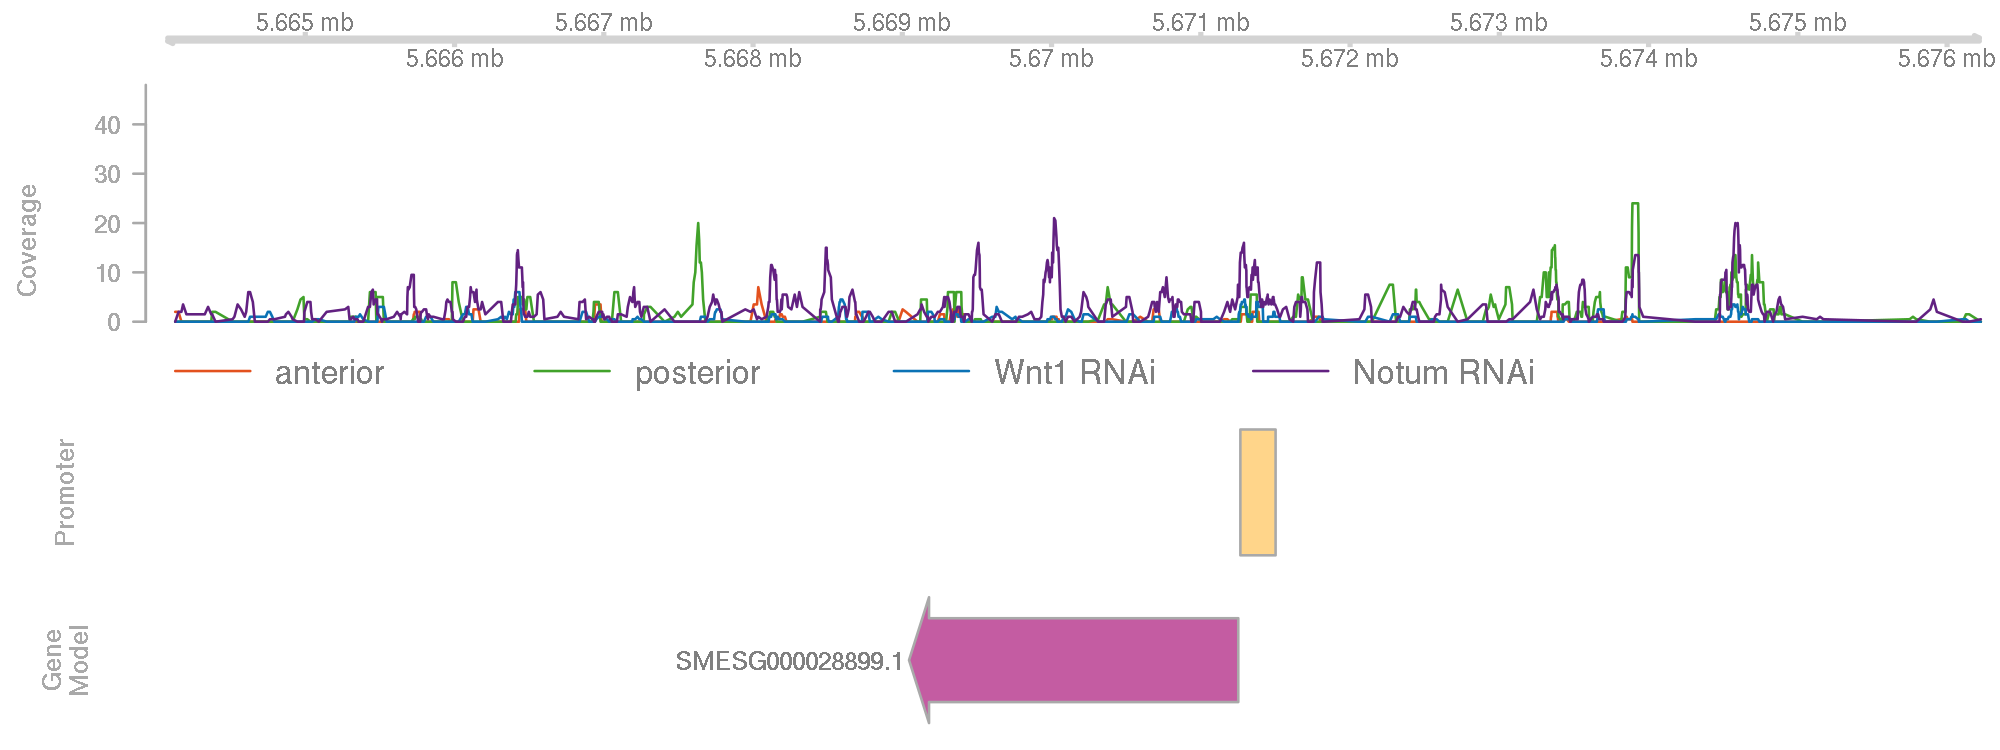 5.665 mb 5.667 mb 5.669 mb 5.671 mb 5.673 mb 5.675 mb
5.666 mb 5.668 mb 5.67 mb 5.672 mb 5.674 mb 5.676 mb
Coverage
40
30
20
10
0
anterior posterior Wnt1 RNAi Notum RNAi
Promoter
Gene
Model
SMESG000028899.1